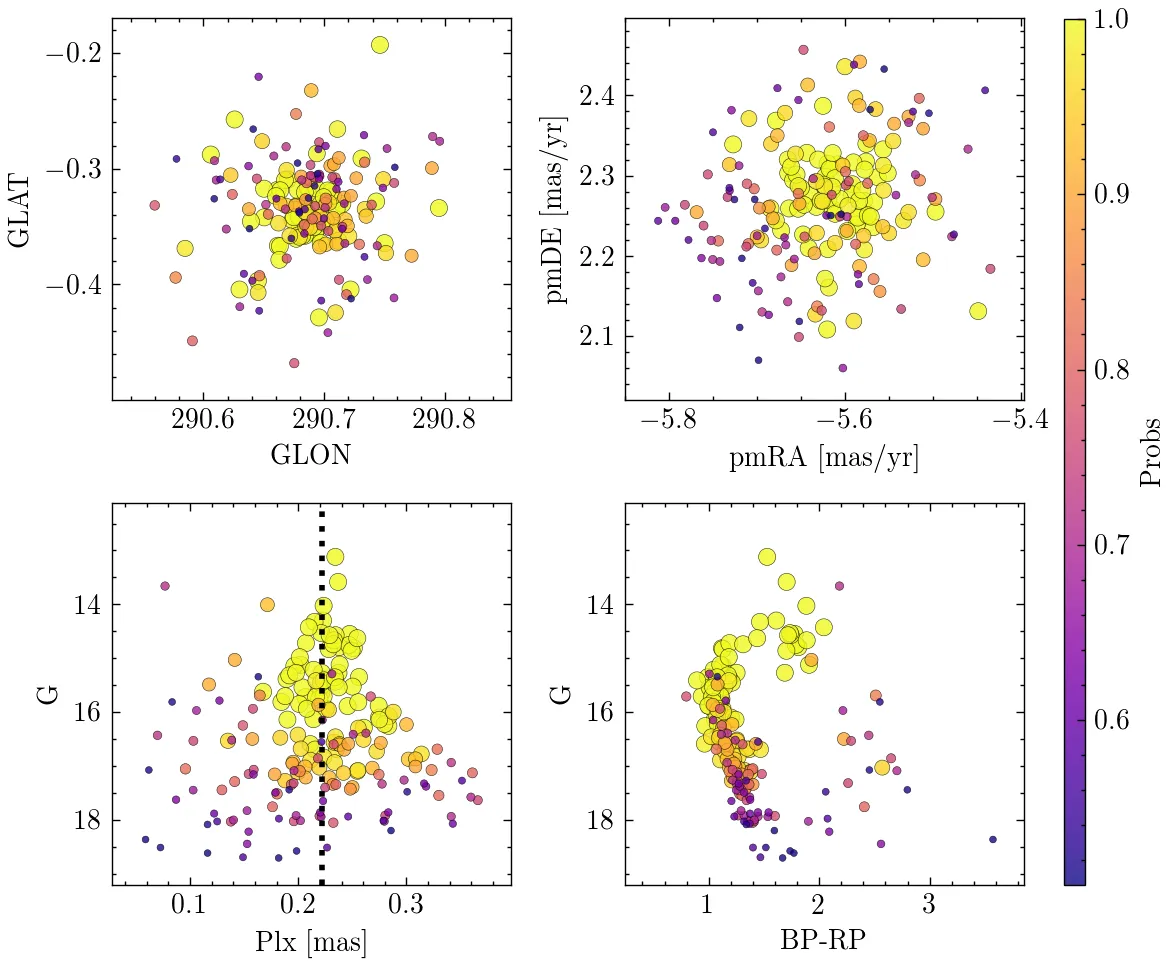 −0.2
−0.3
−0.4
GLAT
290.6 290.7 290.8
GLON
2.4
2.3
2.2
2.1
pmDE [mas/yr]
−5.8 −5.6 −5.4
pmRA [mas/yr]
1.0
0.9
0.8
0.7
0.6
Probs
14
16
18
G
0.1 0.2 0.3
Plx [mas]
14
16
18
G
1 2 3
BP-RP